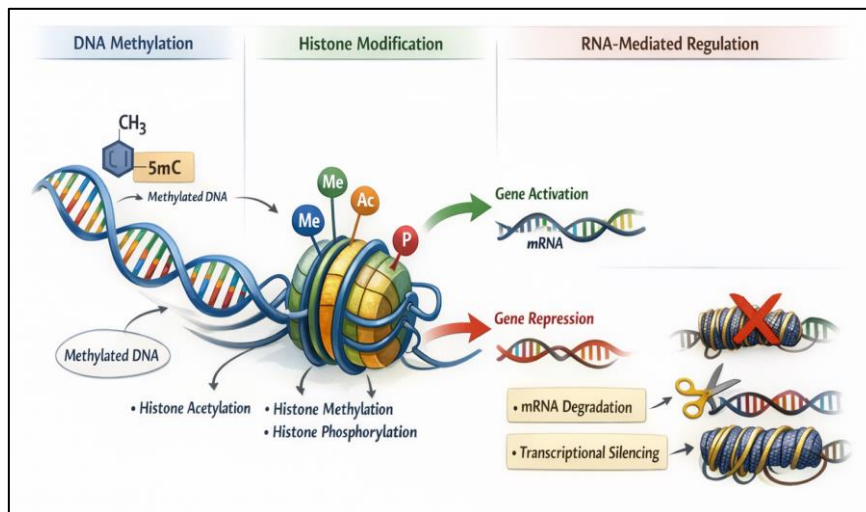 DNA Methylation
Histone Modification
RNA-Mediated Regulation
CH3
5mC
Methylated DNA
Me
Me
Ac
P
Gene Activation
mRNA
Gene Repression
Methylated DNA
• Histone Acetylation
• Histone Methylation
• Histone Phosphorylation
• mRNA Degradation
• Transcriptional Silencing